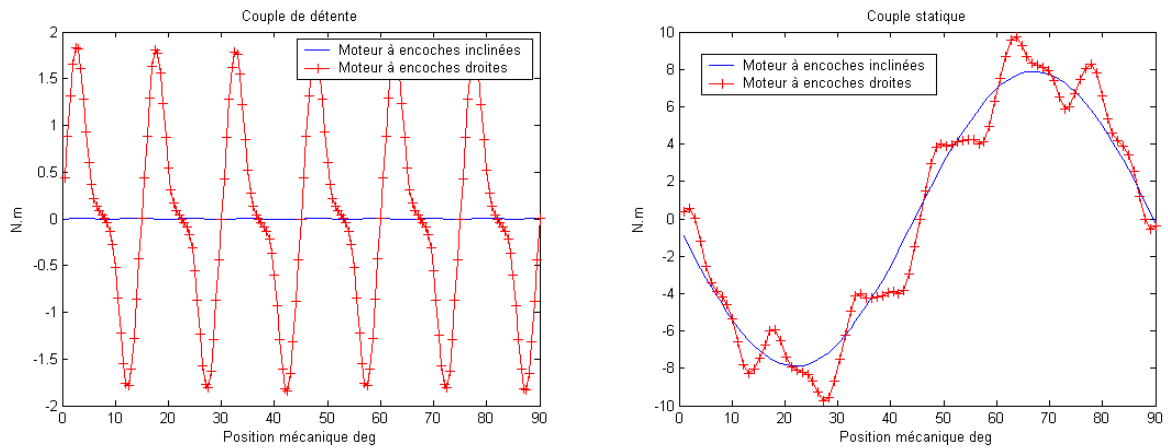 Couple de détente
2
1.5
1
0.5
0
-0.5
-1
-1.5
-2
N.m
Moteur à encoches inclinées
Moteur à encoches droites
0 10 20 30 40 50 60 70 80 90
Position mécanique deg
Couple statique
10
8
6
4
2
0
-2
-4
-6
-8
-10
N.m
Moteur à encoches inclinées
Moteur à encoches droites
0 10 20 30 40 50 60 70 80 90
Position mécanique deg